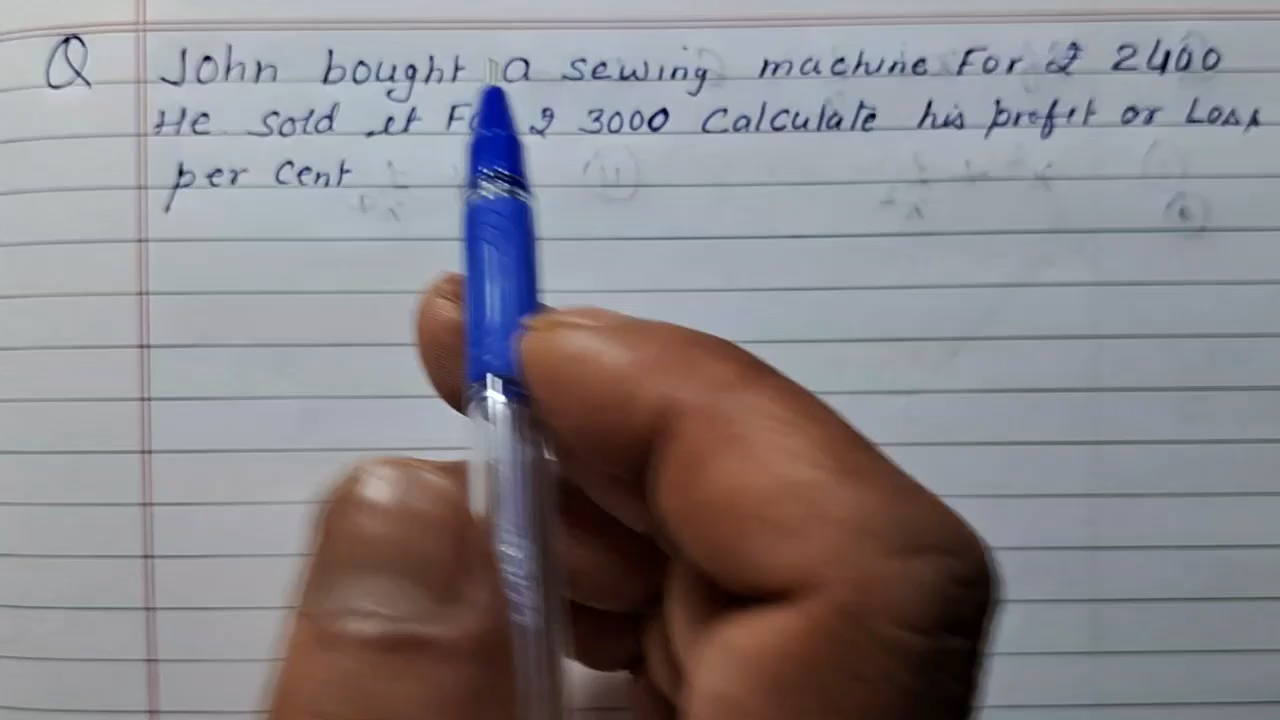 Q John bought a sewing machine For ₹ 2400
He sold it For ₹ 3000 Calculate his profit or Loss
per cent